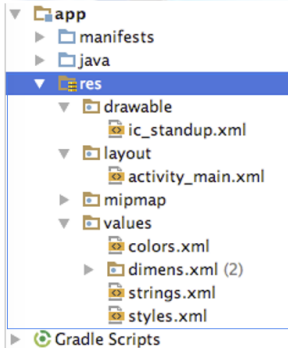 app
manifests
java
res
drawable
ic_standup.xml
layout
activity_main.xml
mipmap
values
colors.xml
dimens.xml (2)
strings.xml
styles.xml
Gradle Scripts